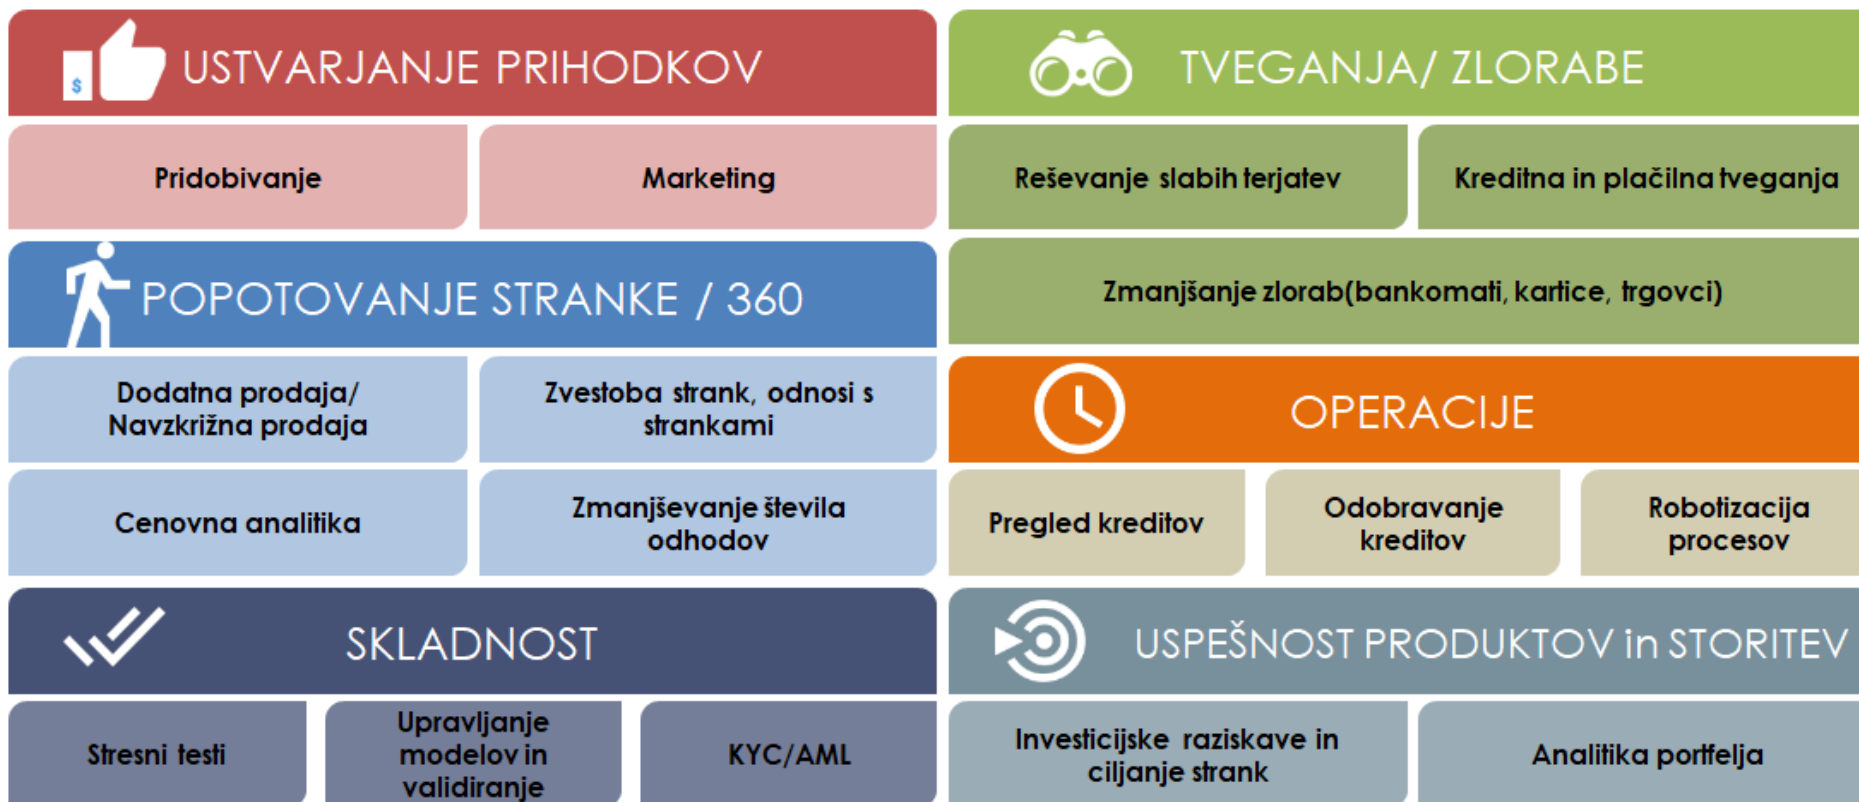 $
USTVARJANJE PRIHODKOV
Pridobivanje
Marketing
POPOTOVANJE STRANKE / 360
Dodatna prodaja/
Navzkrižna prodaja
Zvestoba strank, odnosi s
strankami
Cenovna analitika
Zmanjševanje števila
odhodov
SKLADNOST
Stresni testi
Upravljanje
modelov in
validiranje
KYC/AML
TVEGANJA/ ZLORABE
Reševanje slabih terjatev
Kreditna in plačilna tveganja
Zmanjšanje zlorab(bankomati, kartice, trgovci)
OPERACIJE
Pregled kreditov
Odobravanje
kreditov
Robotizacija
procesov
USPEŠNOST PRODUKTOV in STORITEV
Investicijske raziskave in
ciljanje strank
Analitika portfelja